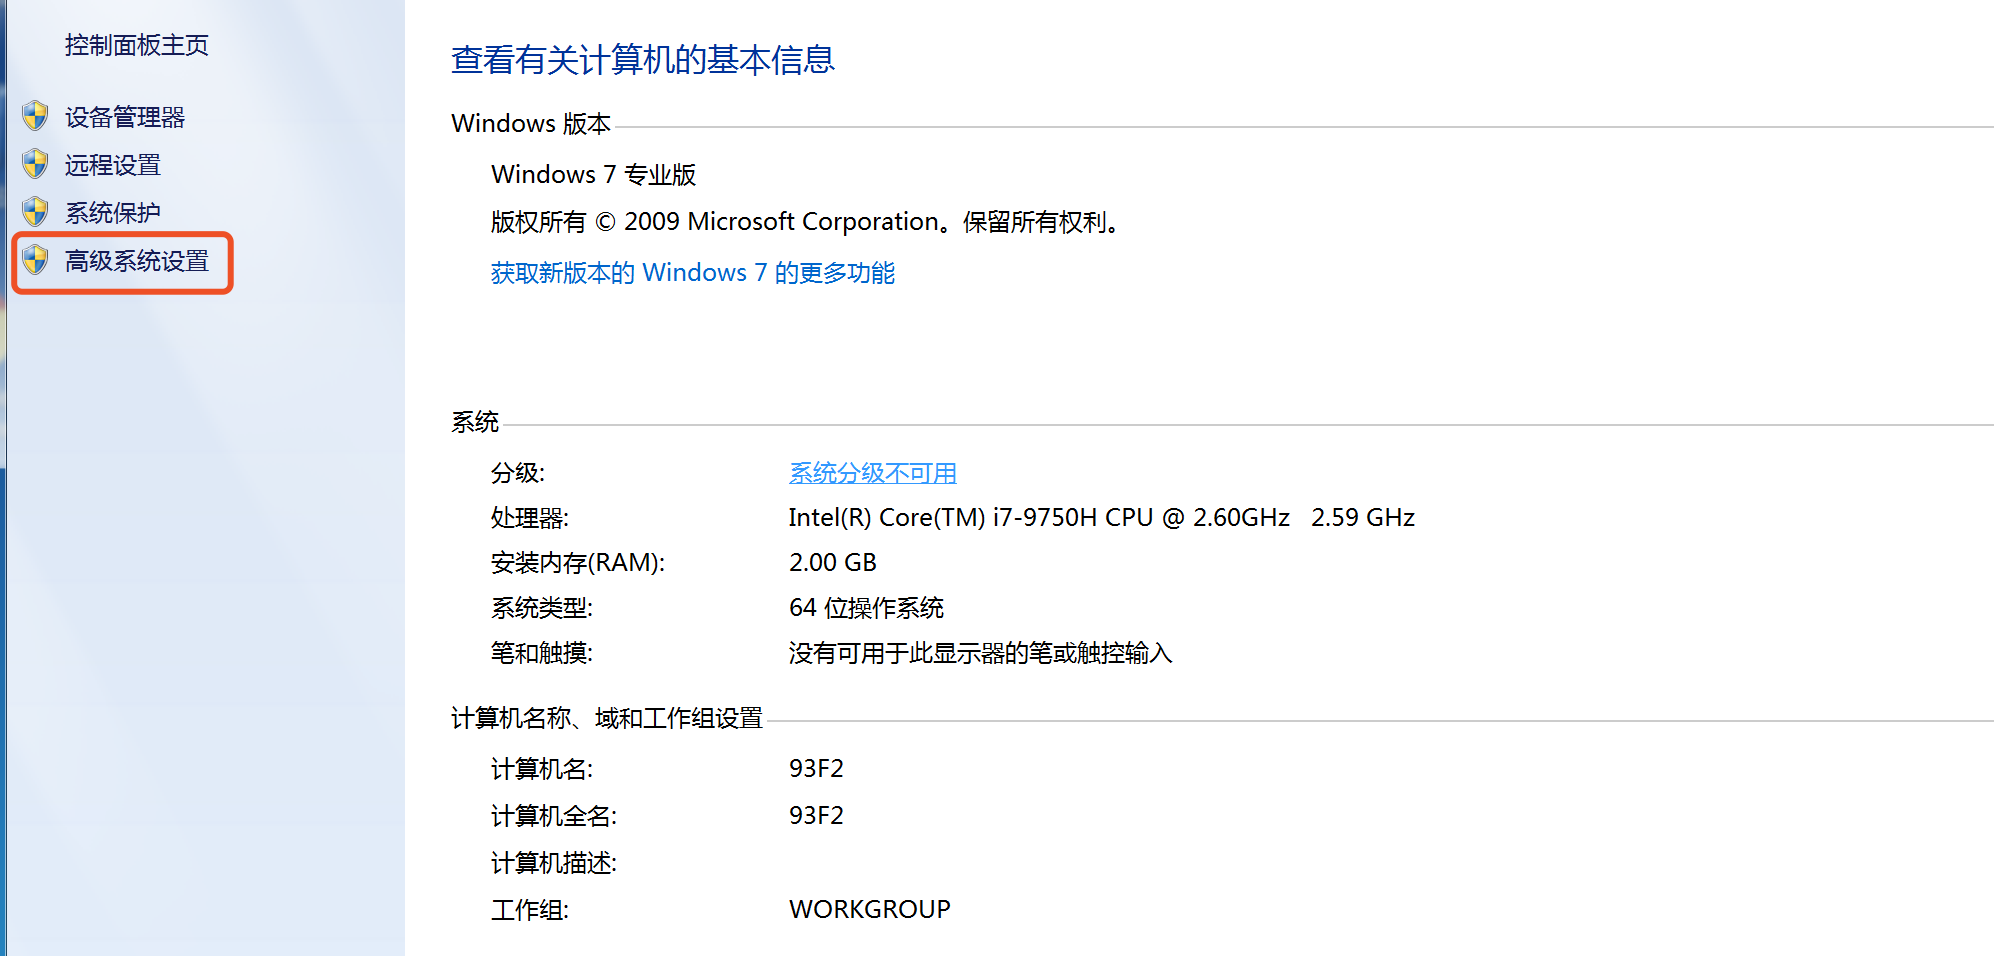 控制面板主页
设备管理器
远程设置
系统保护
高级系统设置
查看有关计算机的基本信息
Windows 版本
Windows 7 专业版
版权所有 © 2009 Microsoft Corporation。保留所有权利。
获取新版本的 Windows 7 的更多功能
系统
分级: 系统分级不可用
处理器: Intel(R) Core(TM) i7-9750H CPU @ 2.60GHz 2.59 GHz
安装内存(RAM): 2.00 GB
系统类型: 64 位操作系统
笔和触摸: 没有可用于此显示器的笔或触控输入
计算机名称、域和工作组设置
计算机名: 93F2
计算机全名: 93F2
计算机描述:
工作组: WORKGROUP